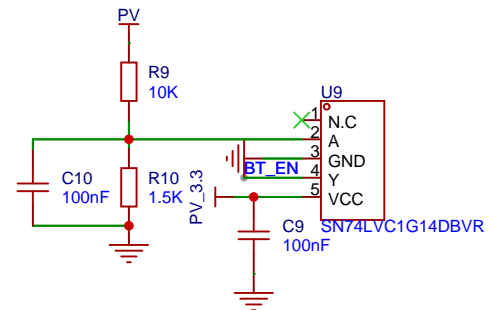 PV
R9
10K
U9
1
N.C
2
A
3
GND
BT_EN
4
Y
5
VCC
C10
100nF
R10
1.5K
PV_3.3
C9
100nF
SN74LVC1G14DBVR